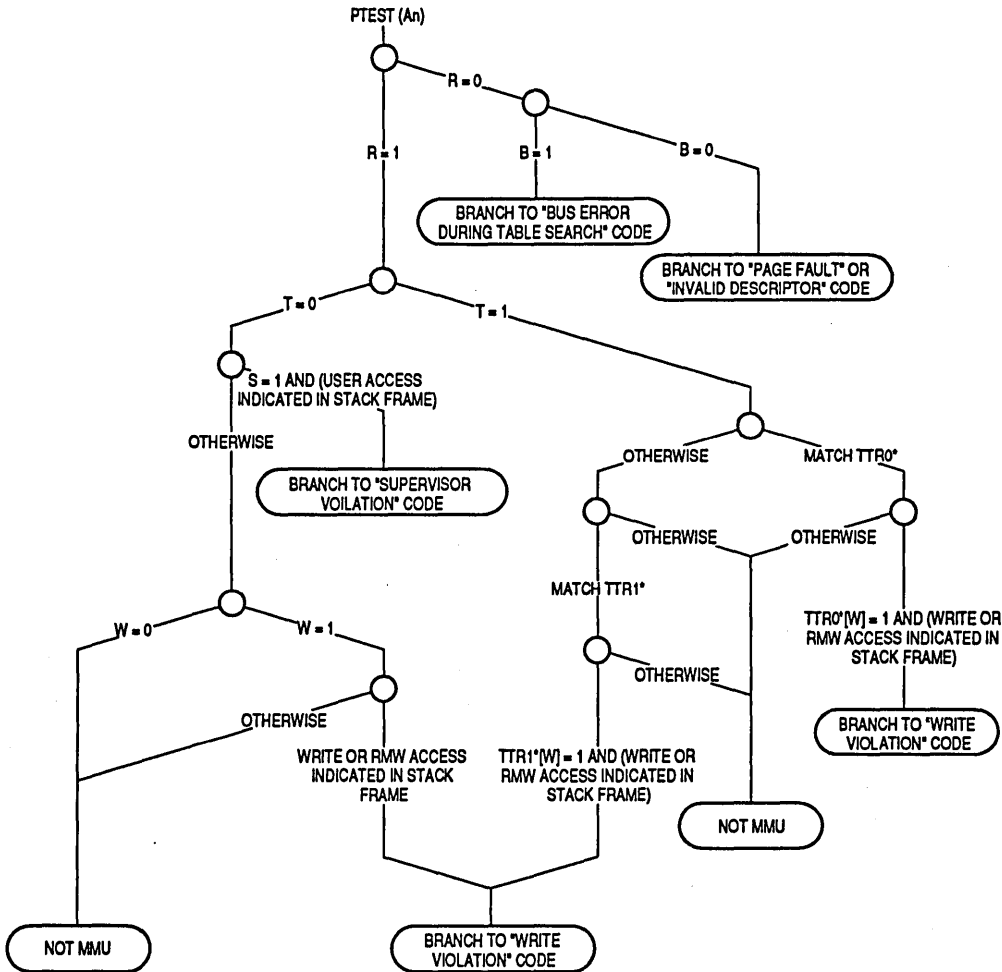 PTEST (An)
R = 0
R = 1
B = 1
B = 0
BRANCH TO "BUS ERROR
DURING TABLE SEARCH" CODE
BRANCH TO "PAGE FAULT" OR
"INVALID DESCRIPTOR" CODE
T = 0
T = 1
S = 1 AND (USER ACCESS
INDICATED IN STACK FRAME)
OTHERWISE
OTHERWISE
MATCH TTR0*
BRANCH TO "SUPERVISOR
VOILATION" CODE
OTHERWISE
OTHERWISE
MATCH TTR1*
W = 0
W = 1
TTR0*[W] = 1 AND (WRITE OR
RMW ACCESS INDICATED IN
STACK FRAME)
OTHERWISE
OTHERWISE
BRANCH TO "WRITE
VIOLATION" CODE
WRITE OR RMW ACCESS
INDICATED IN STACK
FRAME
TTR1*[W] = 1 AND (WRITE OR
RMW ACCESS INDICATED IN
STACK FRAME)
NOT MMU
NOT MMU
BRANCH TO "WRITE
VIOLATION" CODE